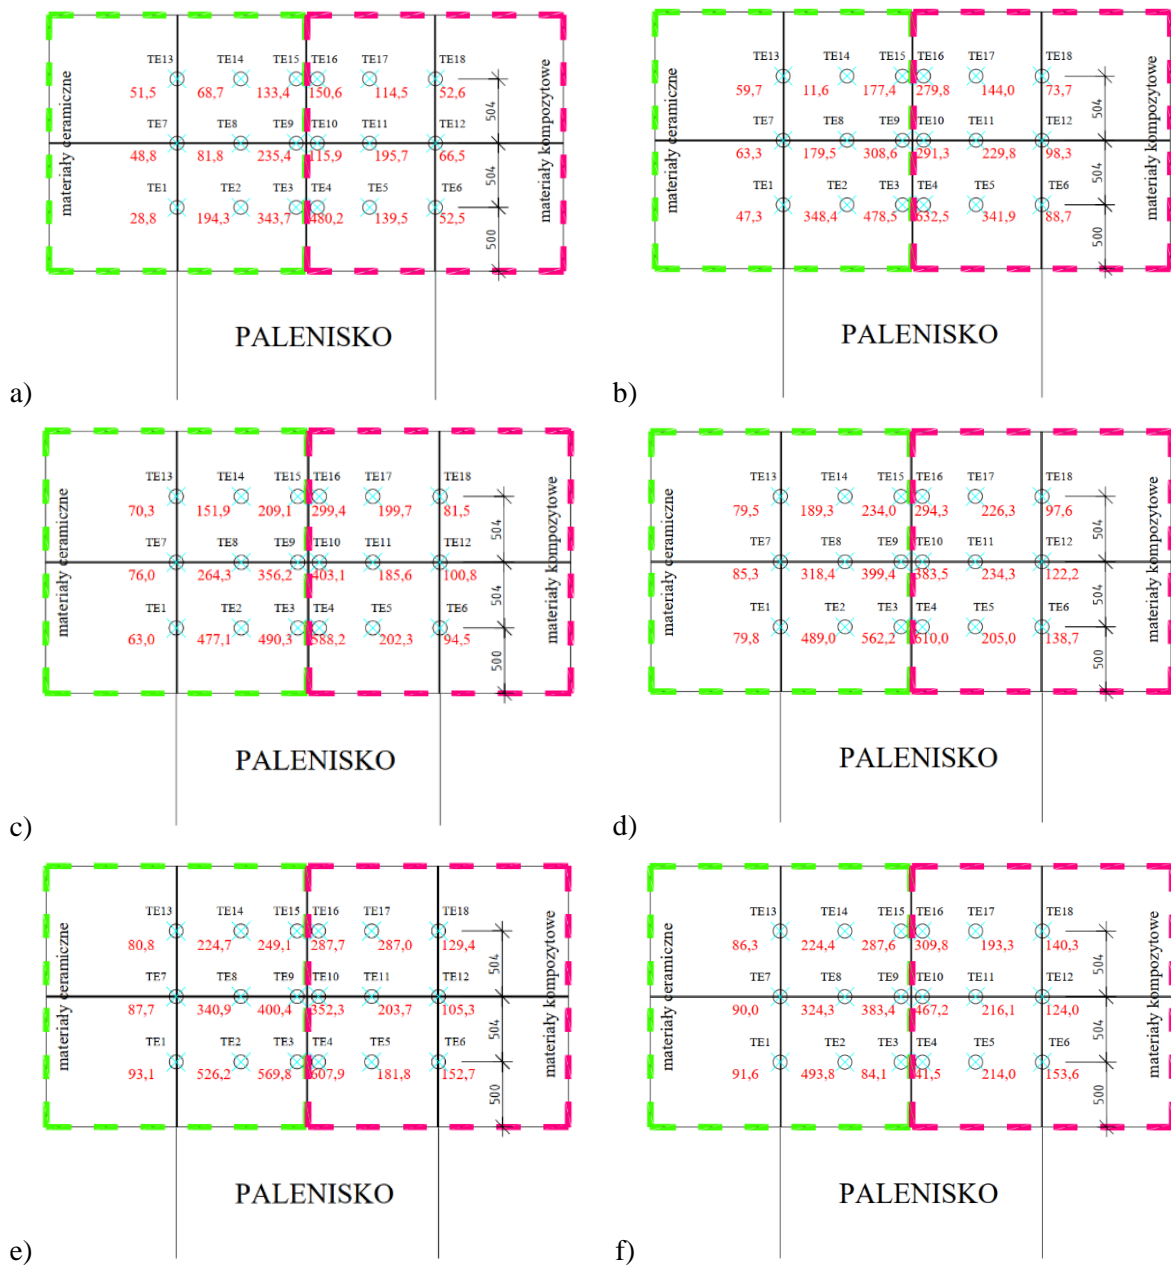 TE13 TE14 TE15 TE16 TE17 TE18
51,5 68,7 133,4 150,6 114,5 52,6
504
TE7 TE8 TE9 TE10 TE11 TE12
48,8 81,8 235,4 115,9 195,7 66,5
504
TE1 TE2 TE3 TE4 TE5 TE6
28,8 194,3 343,7 480,2 139,5 52,5
500
materiały ceramiczne
materiały kompozytowe
PALENISKO
a)
TE13 TE14 TE15 TE16 TE17 TE18
59,7 11,6 177,4 279,8 144,0 73,7
504
TE7 TE8 TE9 TE10 TE11 TE12
63,3 179,5 308,6 291,3 229,8 98,3
504
TE1 TE2 TE3 TE4 TE5 TE6
47,3 348,4 478,5 632,5 341,9 88,7
500
materiały ceramiczne
materiały kompozytowe
PALENISKO
b)
TE13 TE14 TE15 TE16 TE17 TE18
70,3 151,9 209,1 299,4 199,7 81,5
504
TE7 TE8 TE9 TE10 TE11 TE12
76,0 264,3 356,2 403,1 185,6 100,8
504
TE1 TE2 TE3 TE4 TE5 TE6
63,0 477,1 490,3 588,2 202,3 94,5
500
materiały ceramiczne
materiały kompozytowe
PALENISKO
c)
TE13 TE14 TE15 TE16 TE17 TE18
79,5 189,3 234,0 294,3 226,3 97,6
504
TE7 TE8 TE9 TE10 TE11 TE12
85,3 318,4 399,4 383,5 234,3 122,2
504
TE1 TE2 TE3 TE4 TE5 TE6
79,8 489,0 562,2 610,0 205,0 138,7
500
materiały ceramiczne
materiały kompozytowe
PALENISKO
d)
TE13 TE14 TE15 TE16 TE17 TE18
80,8 224,7 249,1 287,7 287,0 129,4
504
TE7 TE8 TE9 TE10 TE11 TE12
87,7 340,9 400,4 352,3 203,7 105,3
504
TE1 TE2 TE3 TE4 TE5 TE6
93,1 526,2 569,8 607,9 181,8 152,7
500
materiały ceramiczne
materiały kompozytowe
PALENISKO
e)
TE13 TE14 TE15 TE16 TE17 TE18
86,3 224,4 287,6 309,8 193,3 140,3
504
TE7 TE8 TE9 TE10 TE11 TE12
90,0 324,3 383,4 467,2 216,1 124,0
504
TE1 TE2 TE3 TE4 TE5 TE6
91,6 493,8 84,1 41,5 214,0 153,6
500
materiały ceramiczne
materiały kompozytowe
PALENISKO
f)